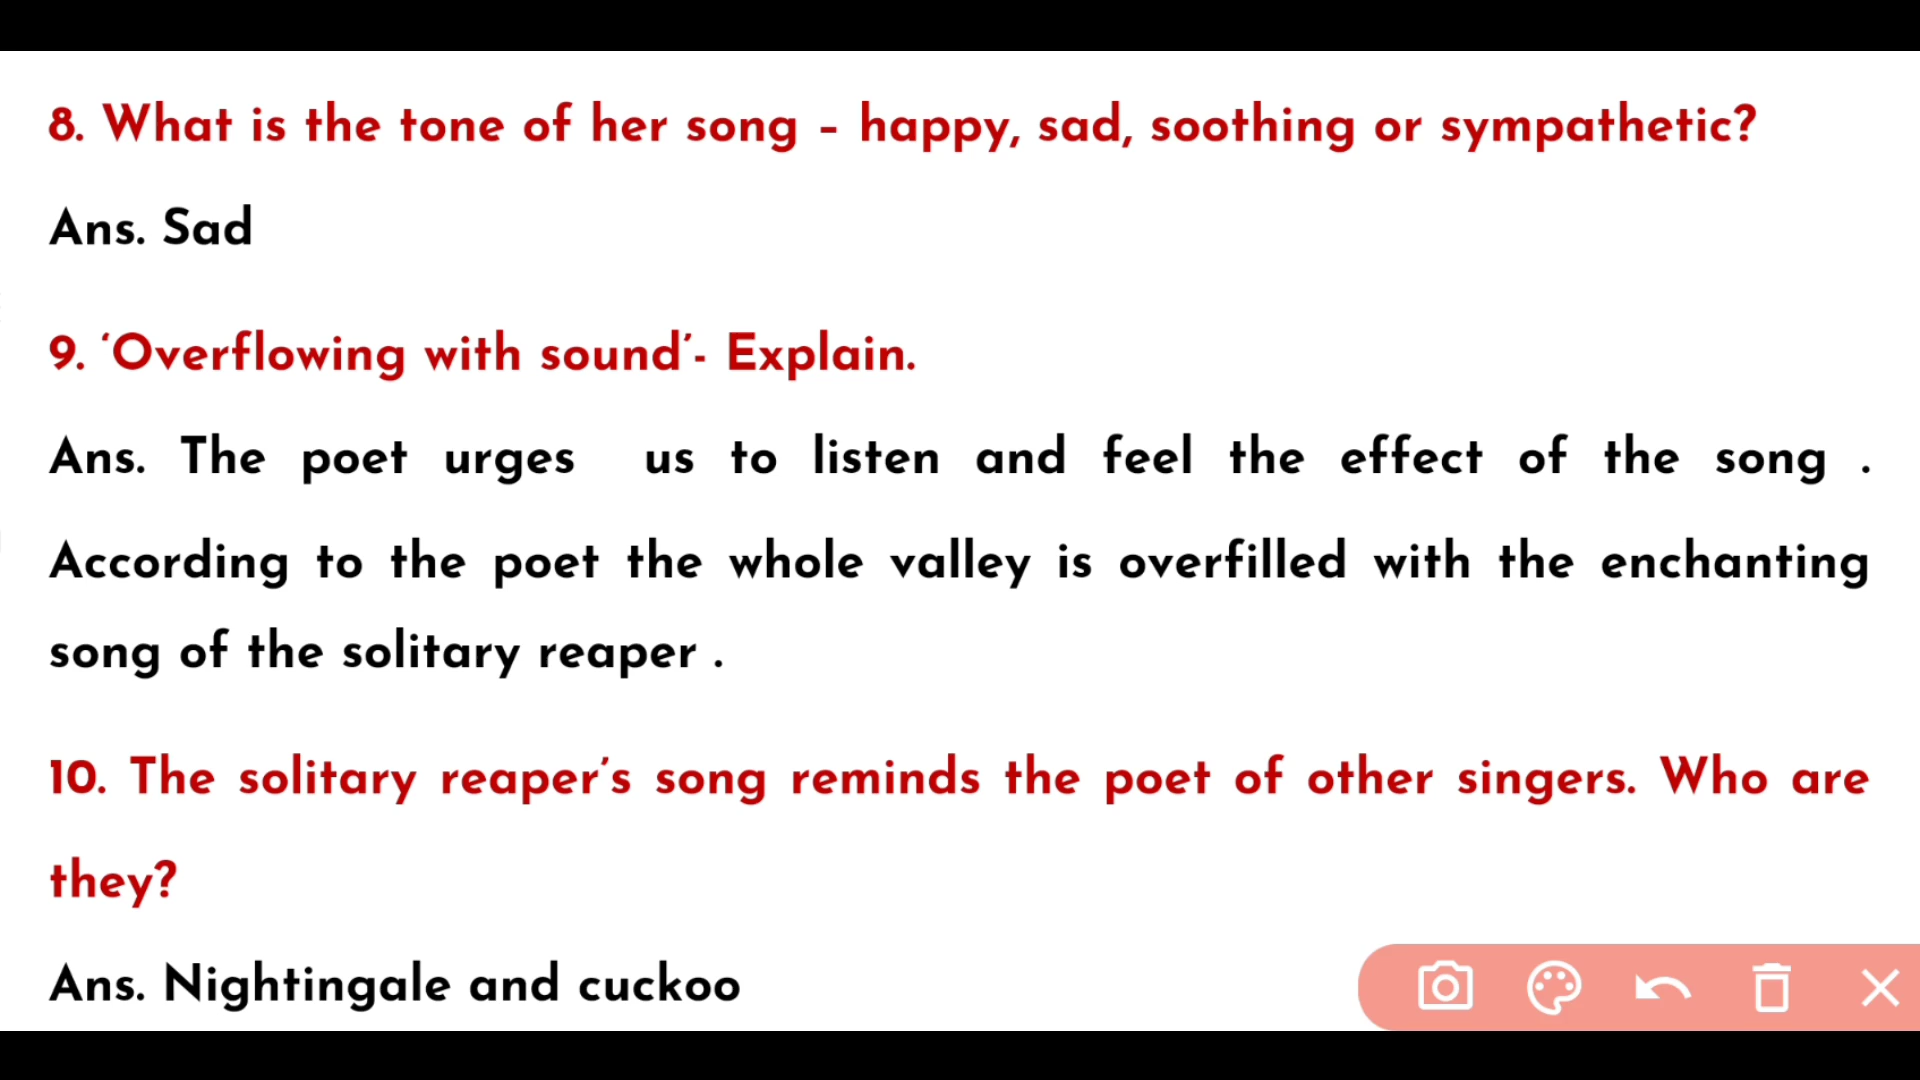 8. What is the tone of her song – happy, sad, soothing or sympathetic?
Ans. Sad
9. ‘Overflowing with sound’- Explain.
Ans. The poet urges us to listen and feel the effect of the song .
According to the poet the whole valley is overfilled with the enchanting
song of the solitary reaper .
10. The solitary reaper’s song reminds the poet of other singers. Who are
they?
Ans. Nightingale and cuckoo